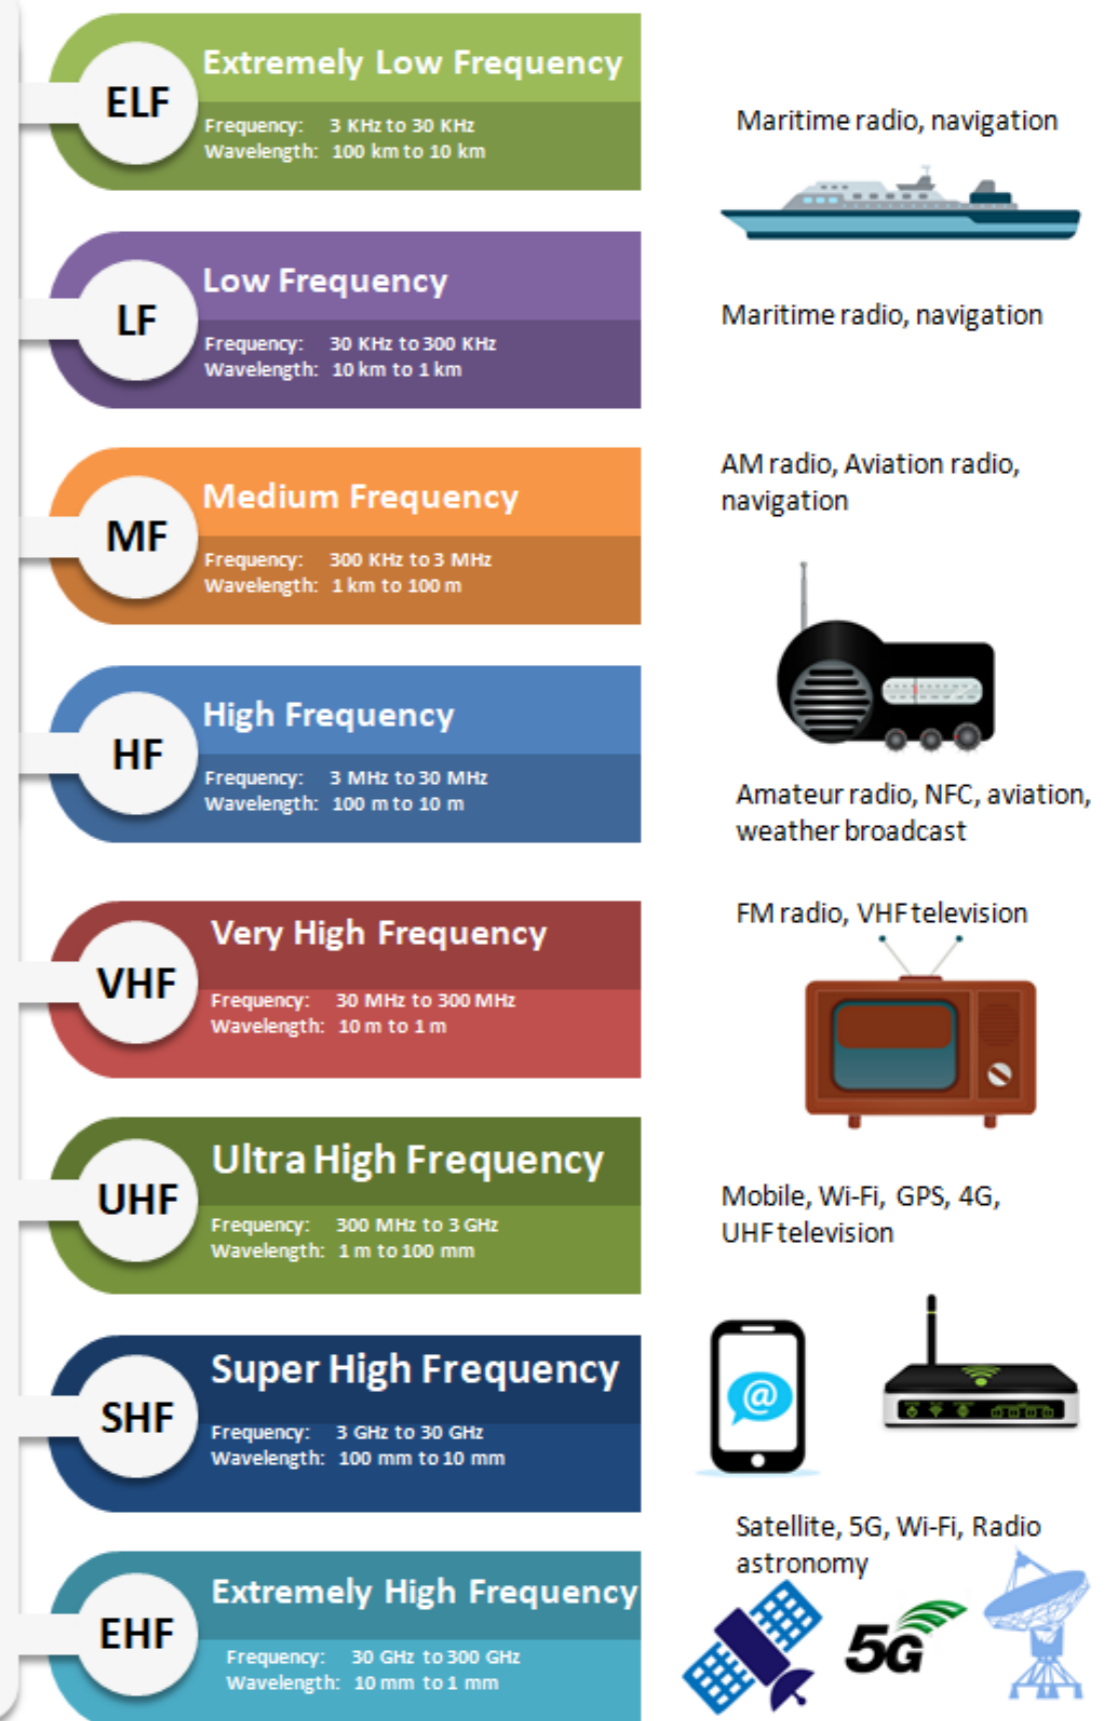 ELF
Extremely Low Frequency
Frequency: 3 KHz to 30 KHz
Wavelength: 100 km to 10 km
Maritime radio, navigation
LF
Low Frequency
Frequency: 30 KHz to 300 KHz
Wavelength: 10 km to 1 km
Maritime radio, navigation
MF
Medium Frequency
Frequency: 300 KHz to 3 MHz
Wavelength: 1 km to 100 m
AM radio, Aviation radio,
navigation
HF
High Frequency
Frequency: 3 MHz to 30 MHz
Wavelength: 100 m to 10 m
Amateur radio, NFC, aviation,
weather broadcast
VHF
Very High Frequency
Frequency: 30 MHz to 300 MHz
Wavelength: 10 m to 1 m
FM radio, VHF television
UHF
Ultra High Frequency
Frequency: 300 MHz to 3 GHz
Wavelength: 1 m to 100 mm
Mobile, Wi-Fi, GPS, 4G,
UHF television
@
SHF
Super High Frequency
Frequency: 3 GHz to 30 GHz
Wavelength: 100 mm to 10 mm
Satellite, 5G, Wi-Fi, Radio
astronomy
5G
EHF
Extremely High Frequency
Frequency: 30 GHz to 300 GHz
Wavelength: 10 mm to 1 mm